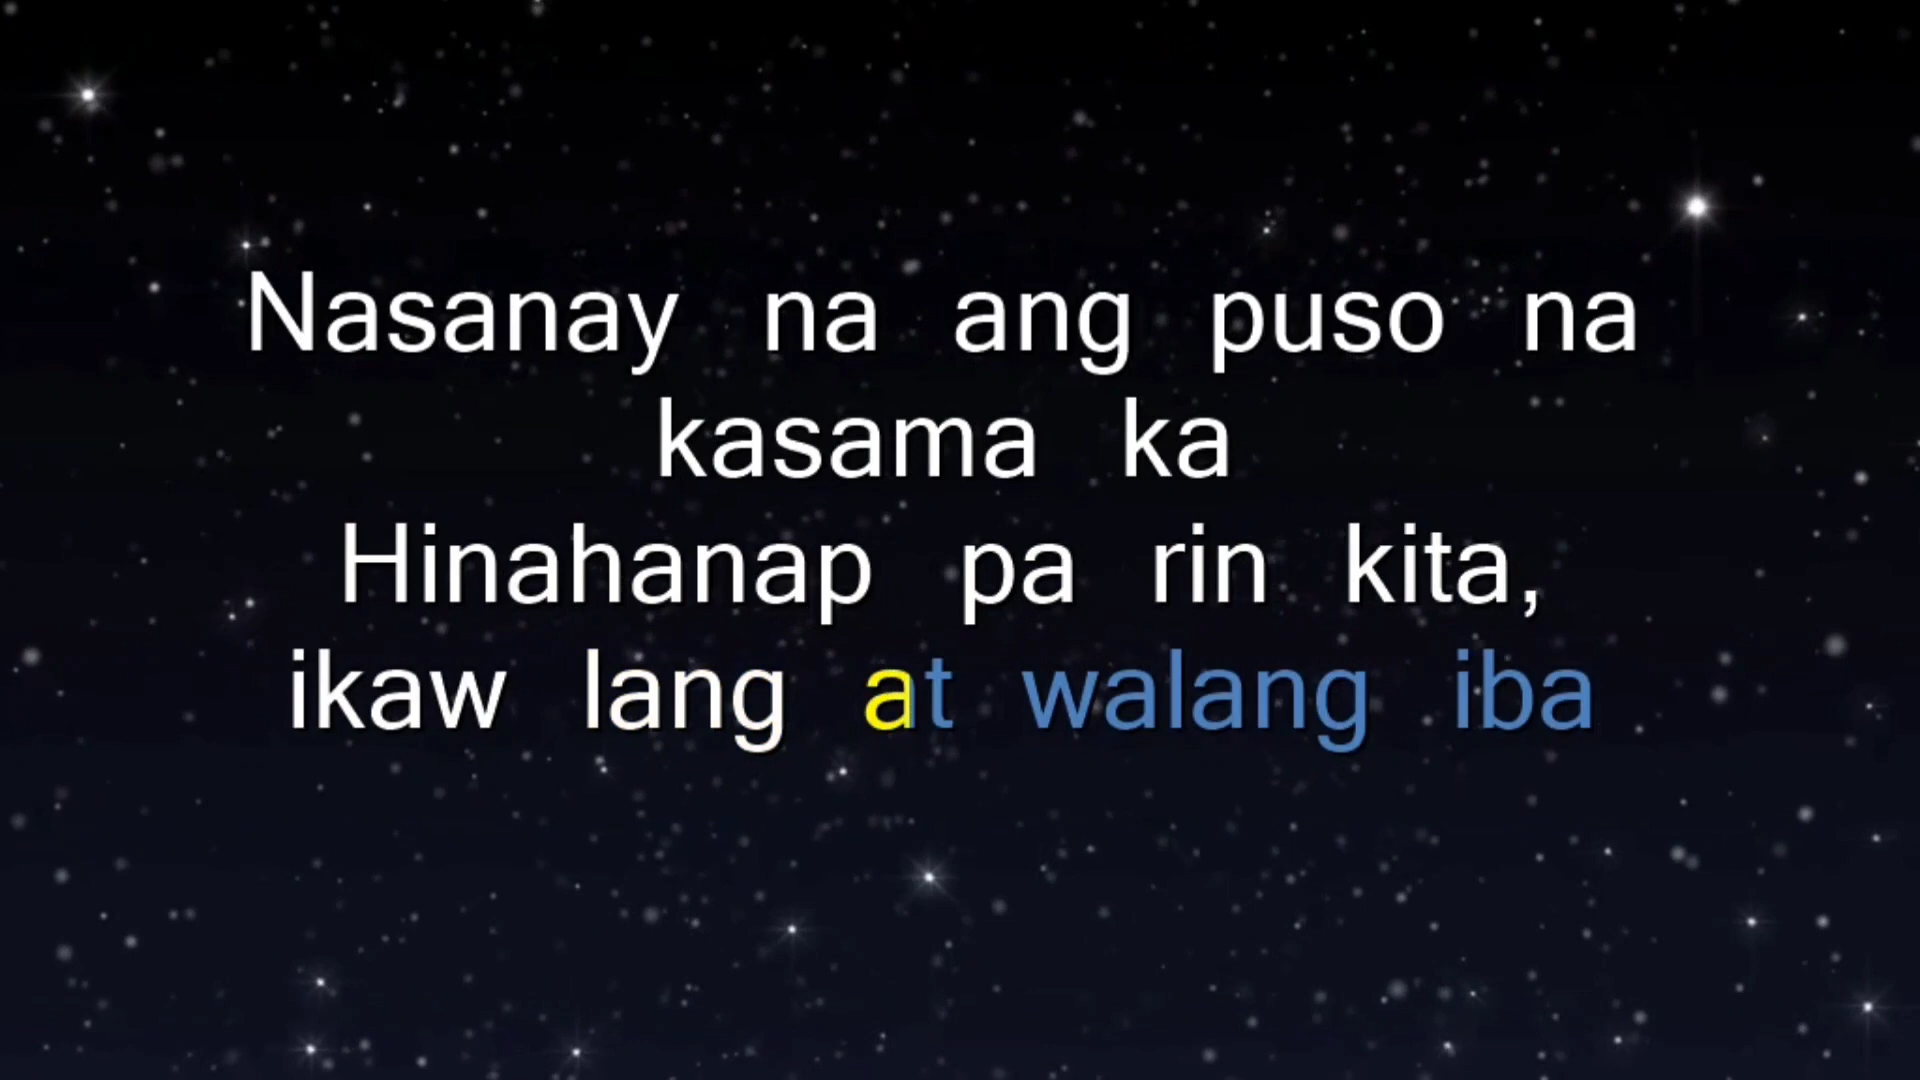 Nasanay na ang puso na
kasama ka
Hinahanap pa rin kita,
ikaw lang at walang iba